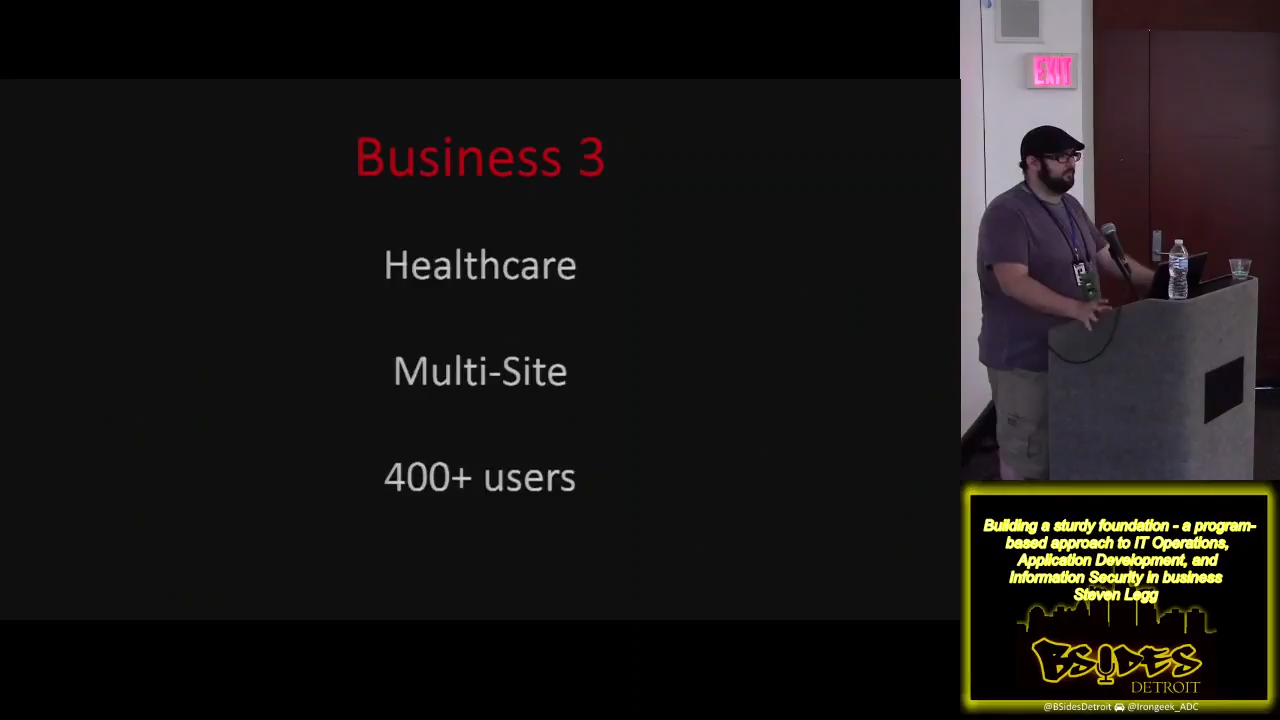 Business 3
Healthcare
Multi-Site
400+ users
EXIT
Building a sturdy foundation - a program-
based approach to IT Operations,
Application Development, and
Information Security in business
Steven Legg
BSIDES
DETROIT
@BSidesDetroit @Irongeek_ADC